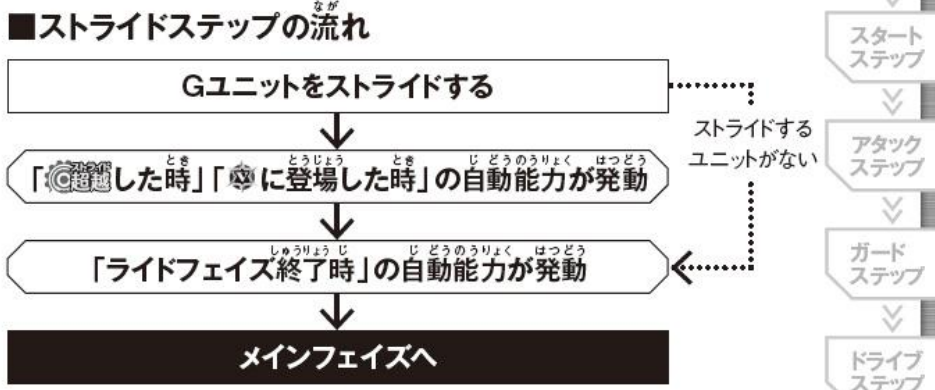 ■ストライドステップの流れ
Gユニットをストライドする
ストライドする
ユニットがない
「超越した時」「Ⓥに登場した時」の自動能力が発動
「ライドフェイズ終了時」の自動能力が発動
メインフェイズへ
スタート
ステップ
アタック
ステップ
ガード
ステップ
ドライブ
ステップ